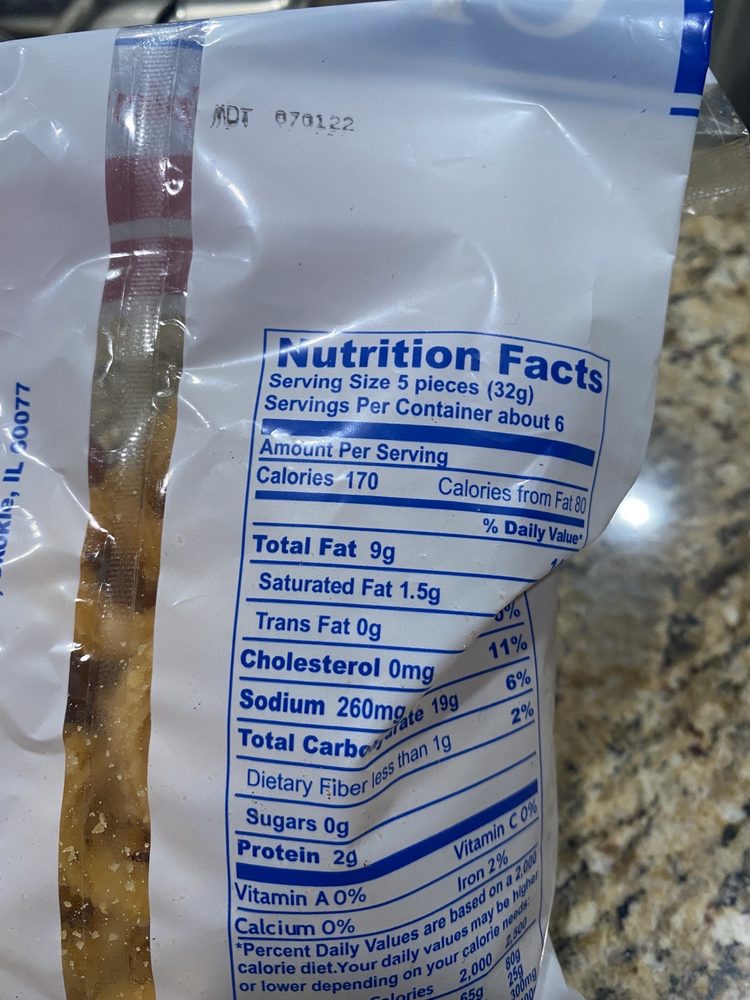 MDT 070122
IL 60077
Nutrition Facts
Serving Size 5 pieces (32g)
Servings Per Container about 6
Amount Per Serving
Calories 170 Calories from Fat 80
% Daily Value*
Total Fat 9g
Saturated Fat 1.5g
Trans Fat 0g
Cholesterol 0mg 0%
Sodium 260mg 11%
Total Carbohydrate 19g 6%
Dietary Fiber less than 1g 2%
Sugars 0g
Protein 2g
Vitamin A 0% Vitamin C 0%
Calcium 0% Iron 2%
*Percent Daily Values are based on a 2,000
calorie diet.Your daily values may be higher
or lower depending on your calorie needs:
Calories 2,000 2,500
65g 80g
25g
300mg